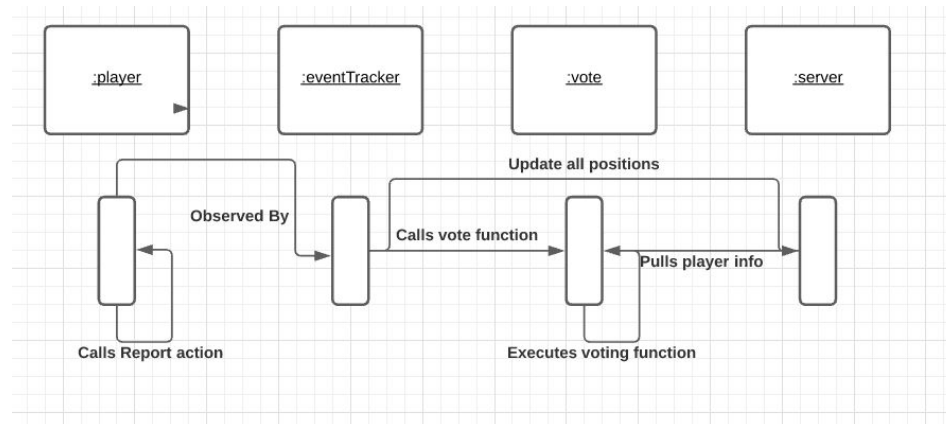 :player
:eventTracker
:vote
:server
Update all positions
Observed By
Calls vote function
Pulls player info
Calls Report action
Executes voting function